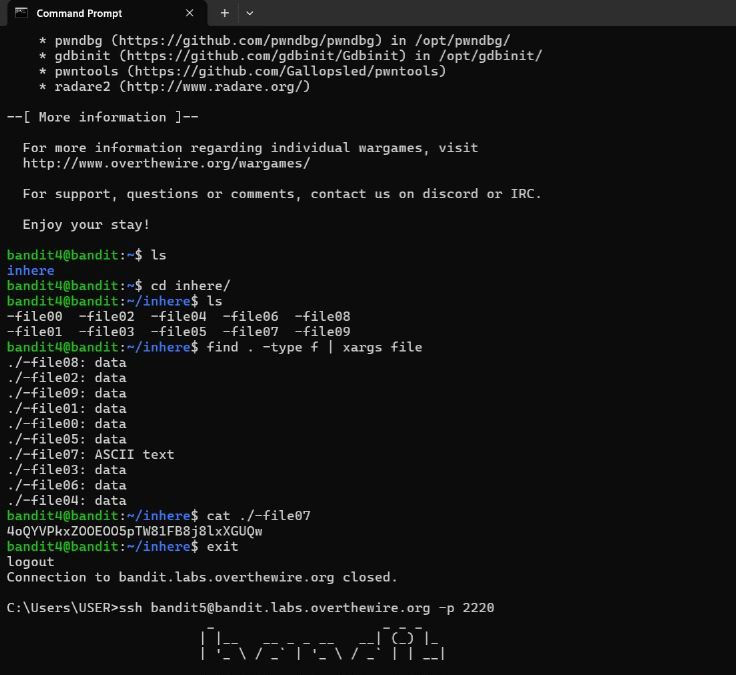 Command Prompt
* pwndbg (https://github.com/pwndbg/pwndbg) in /opt/pwndbg/
* gdbinit (https://github.com/gdbinit/Gdbinit) in /opt/gdbinit/
* pwntools (https://github.com/Gallopsled/pwntools)
* radare2 (http://www.radare.org/)
--[ More information ]--
For more information regarding individual wargames, visit
http://www.overthewire.org/wargames/
For support, questions or comments, contact us on discord or IRC.
Enjoy your stay!
bandit4@bandit:~$ ls
inhere
bandit4@bandit:~$ cd inhere/
bandit4@bandit:~/inhere$ ls
-file00  -file02  -file04  -file06  -file08
-file01  -file03  -file05  -file07  -file09
bandit4@bandit:~/inhere$ find . -type f | xargs file
./-file08: data
./-file02: data
./-file09: data
./-file01: data
./-file00: data
./-file05: data
./-file07: ASCII text
./-file03: data
./-file06: data
./-file04: data
bandit4@bandit:~/inhere$ cat ./-file07
4oQYVPkxZOOEOO5pTW81FB8j8lxXGUQw
bandit4@bandit:~/inhere$ exit
logout
Connection to bandit.labs.overthewire.org closed.
C:\Users\USER>ssh bandit5@bandit.labs.overthewire.org -p 2220